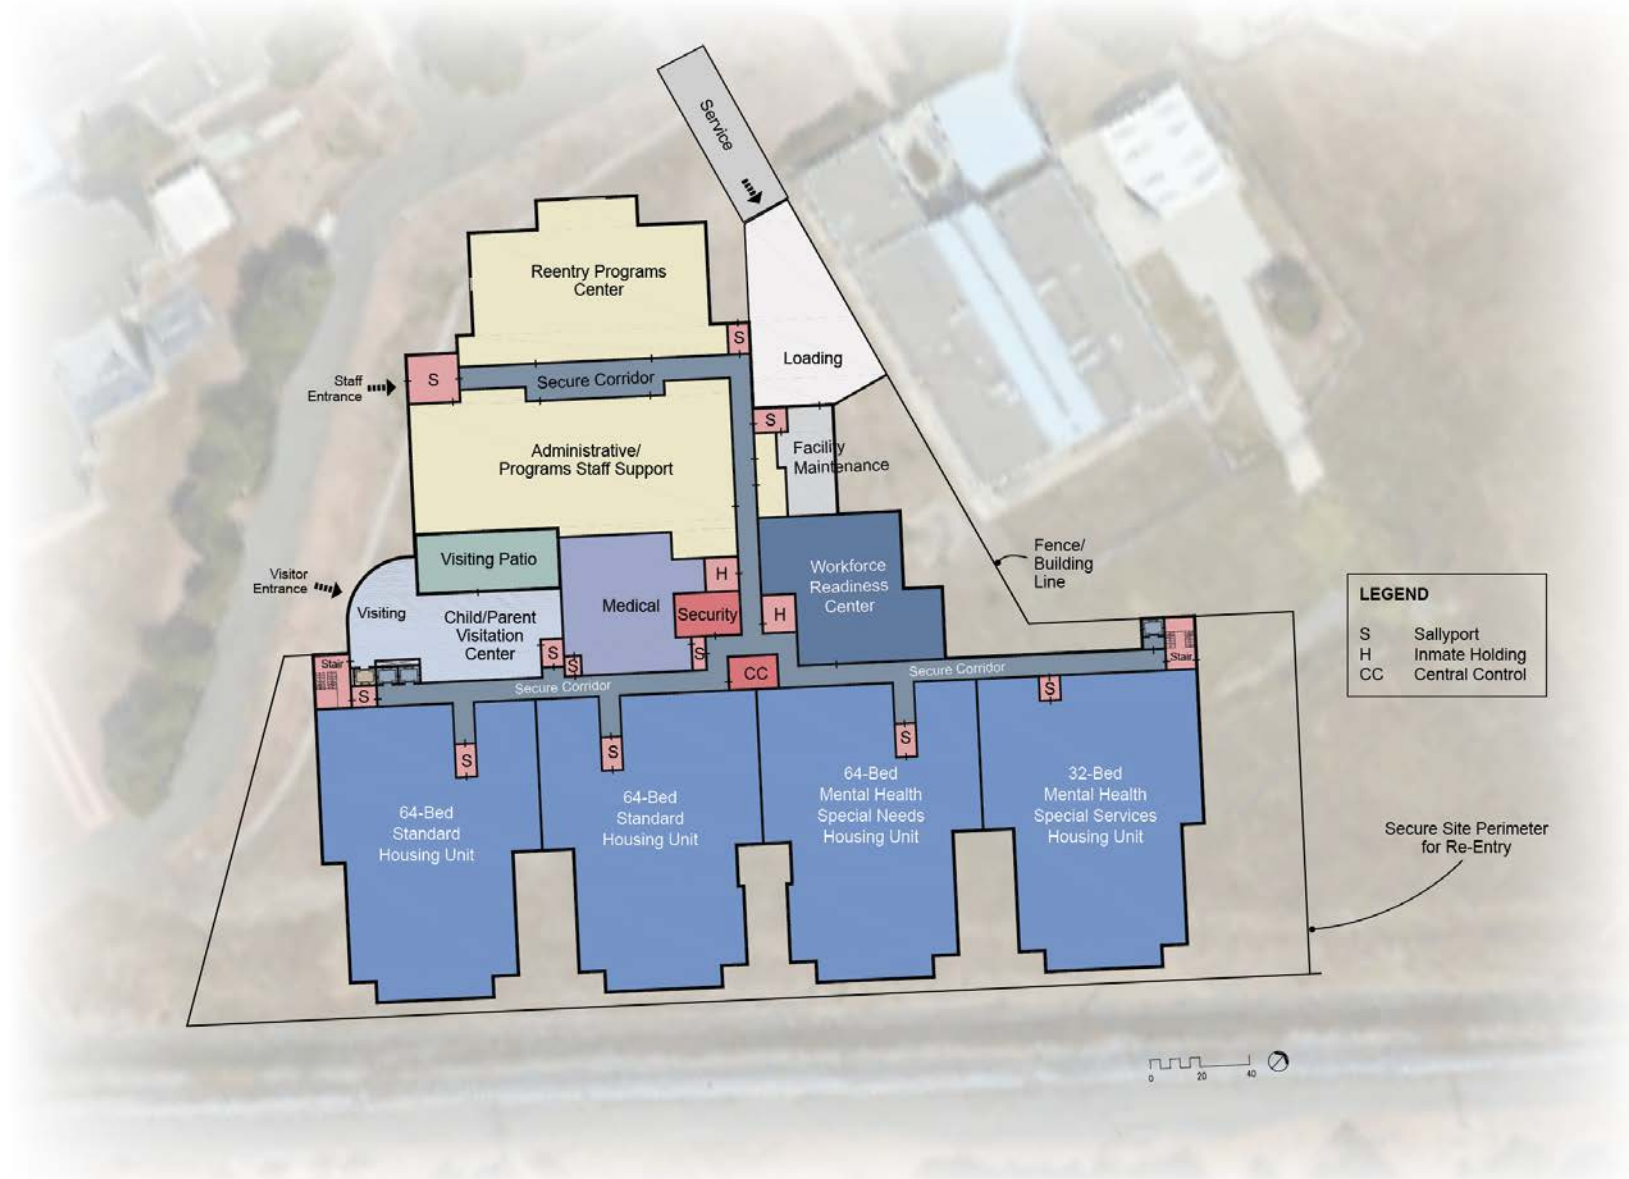 Service
Reentry Programs
Center
S
Loading
Staff
Entrance
S
Secure Corridor
S
Administrative/
Programs Staff Support
Facility
Maintenance
Visiting Patio
Visitor
Entrance
Visiting
Child/Parent
Visitation
Center
Medical
H
Security
H
Workforce
Readiness
Center
Fence/
Building
Line
LEGEND
S Sallyport
H Inmate Holding
CC Central Control
Stair
S
S
S
S
Secure Corridor
CC
Secure Corridor
Stair
S
S
S
S
S
64-Bed
Standard
Housing Unit
64-Bed
Standard
Housing Unit
64-Bed
Mental Health
Special Needs
Housing Unit
32-Bed
Mental Health
Special Services
Housing Unit
Secure Site Perimeter
for Re-Entry
0 20 40